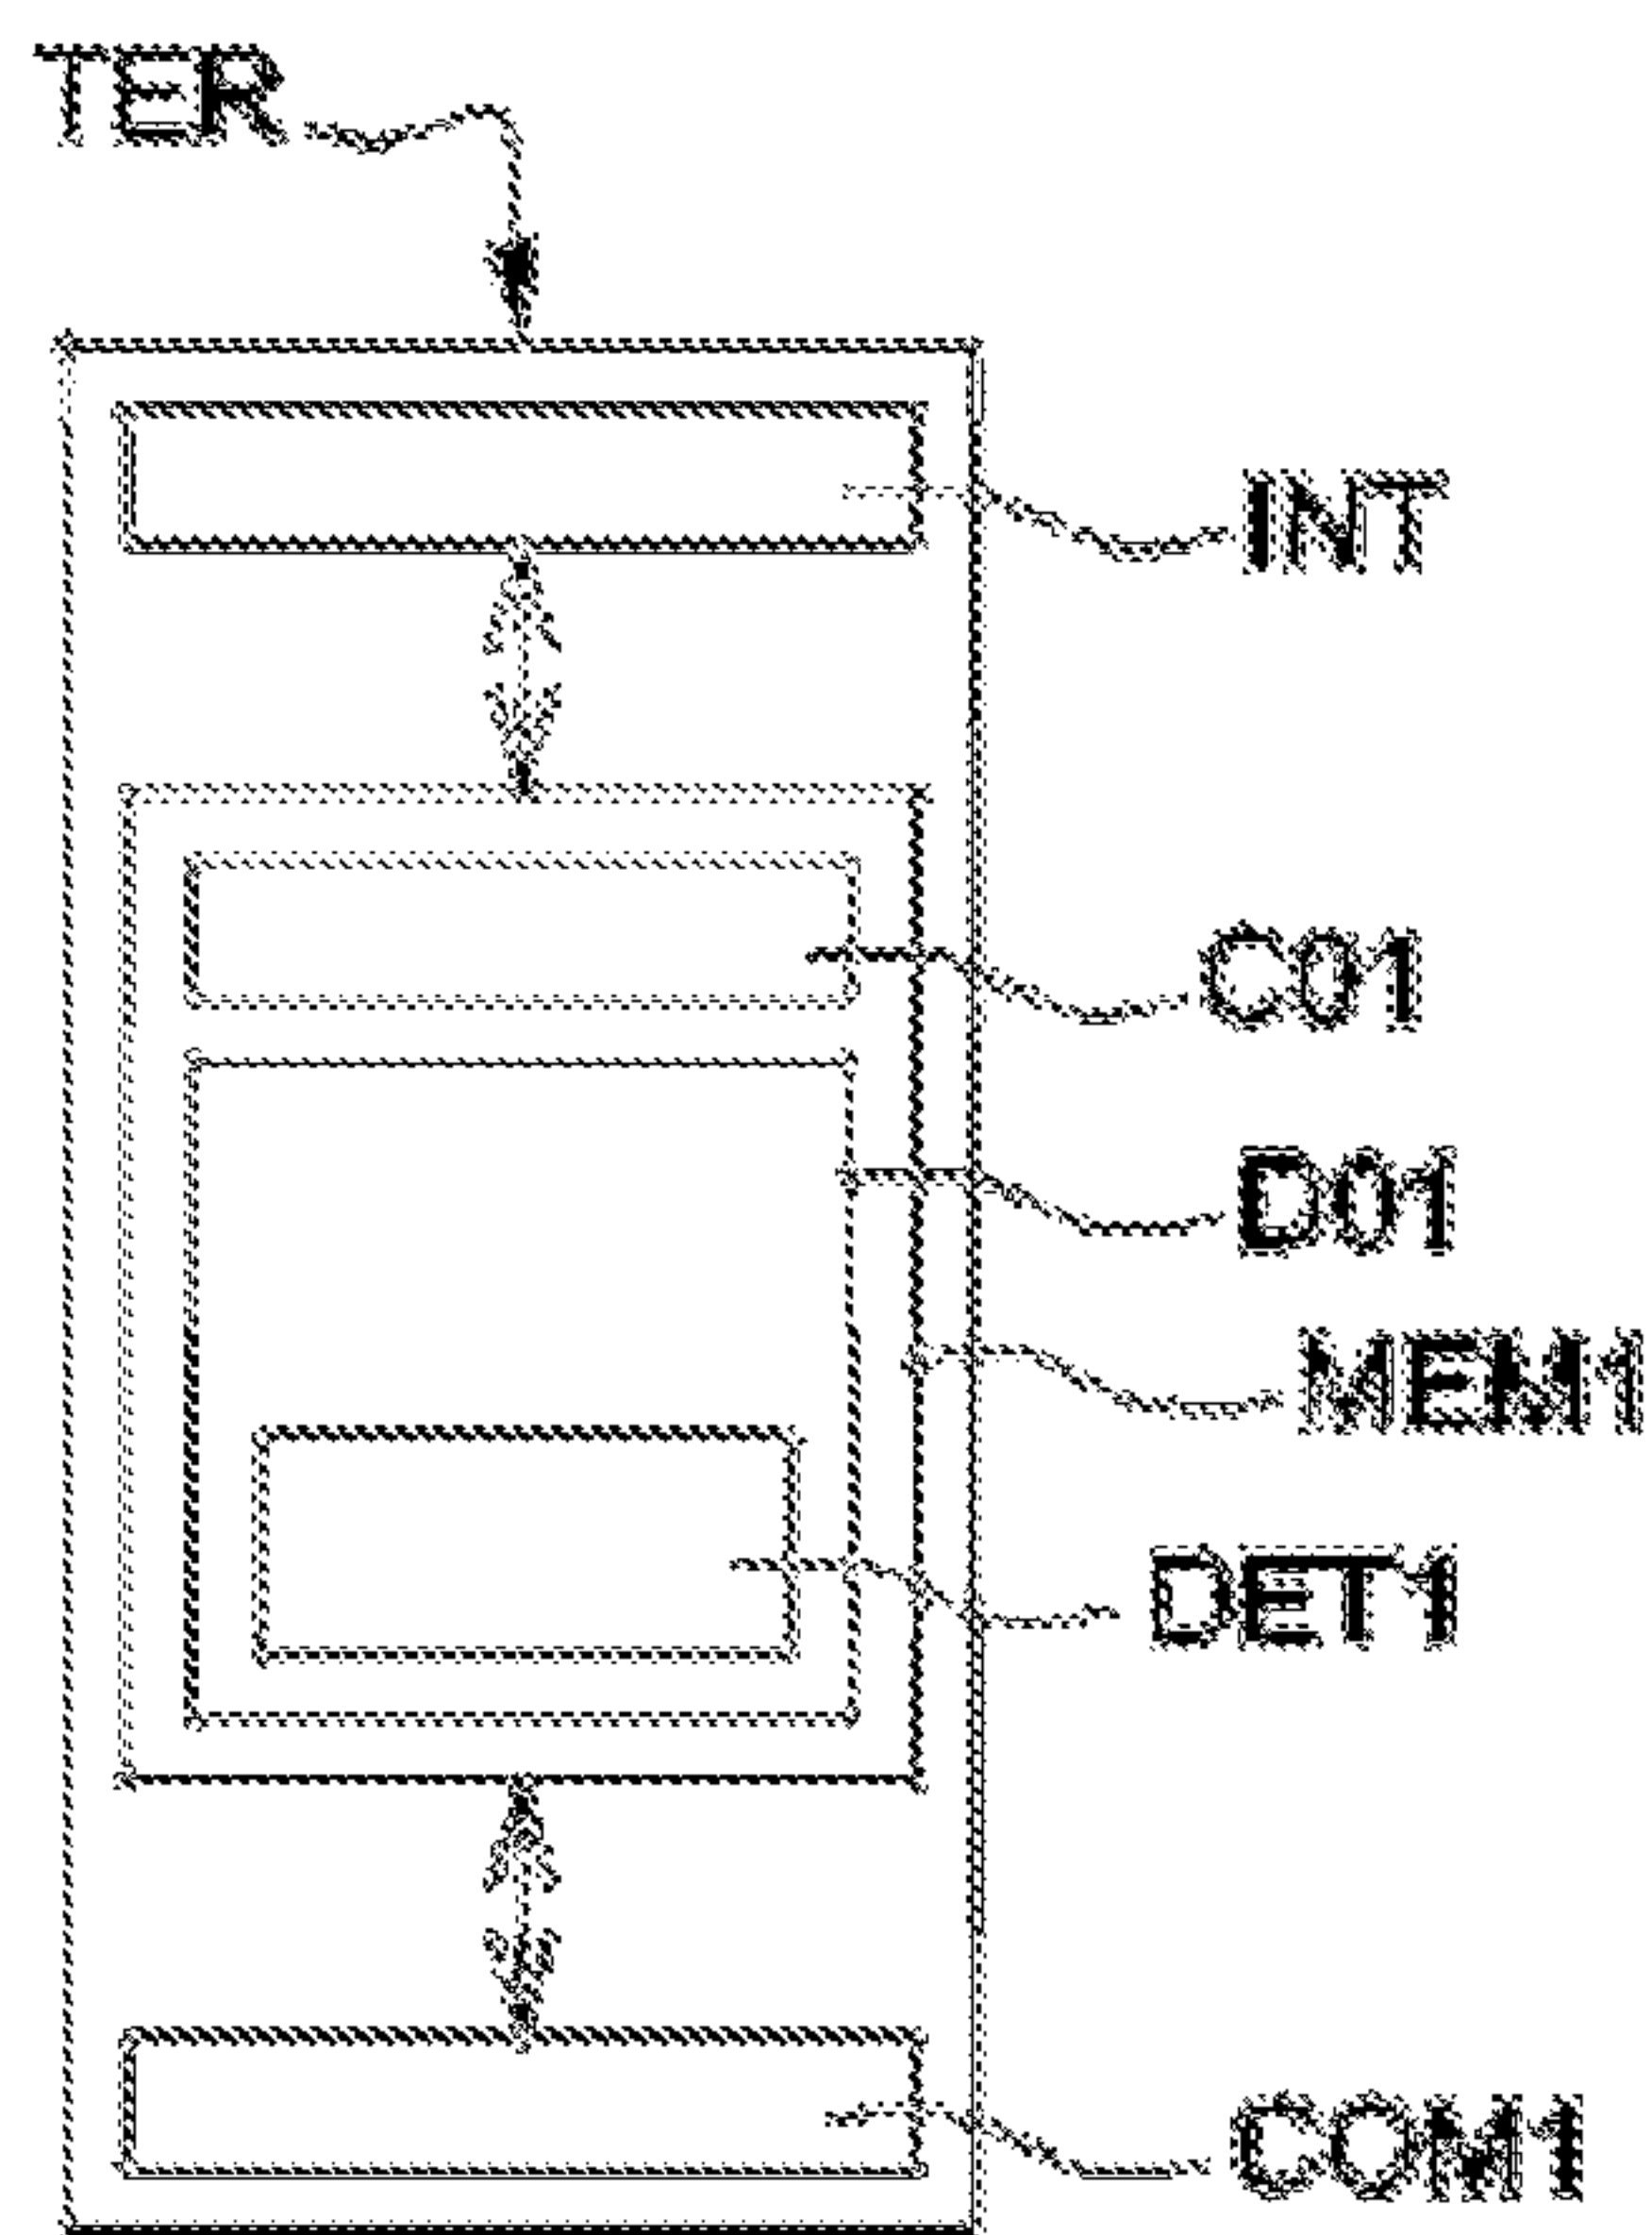 TER
INT
C01
D01
MEM1
DET1
COM1